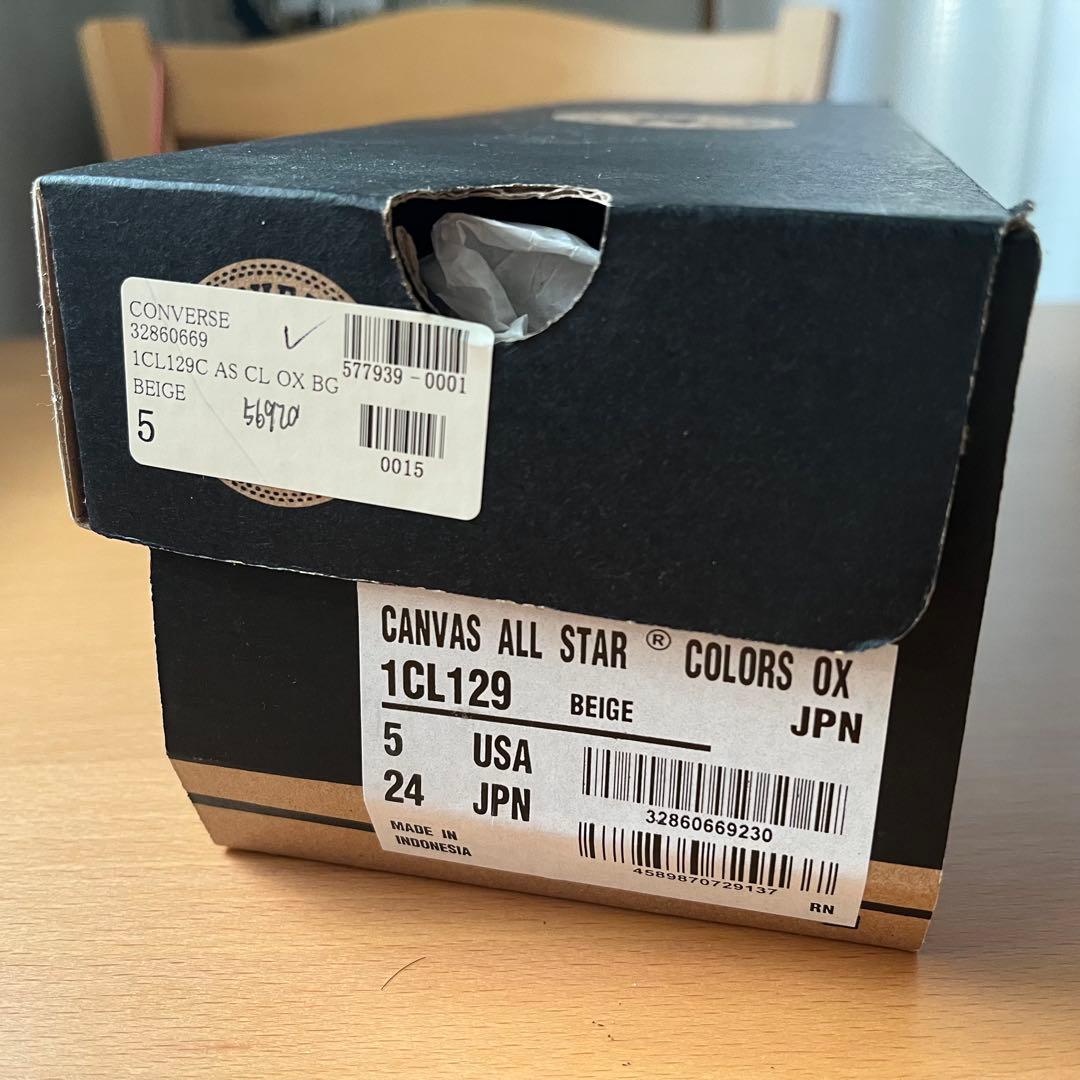 CONVERSE
32860669
1CL129C AS CL OX BG
BEIGE
5
577939-0001
0015
CANVAS ALL STAR ® COLORS OX
1CL129 BEIGE JPN
5 USA
24 JPN
MADE IN
INDONESIA
32860669230
4589870729137
RN